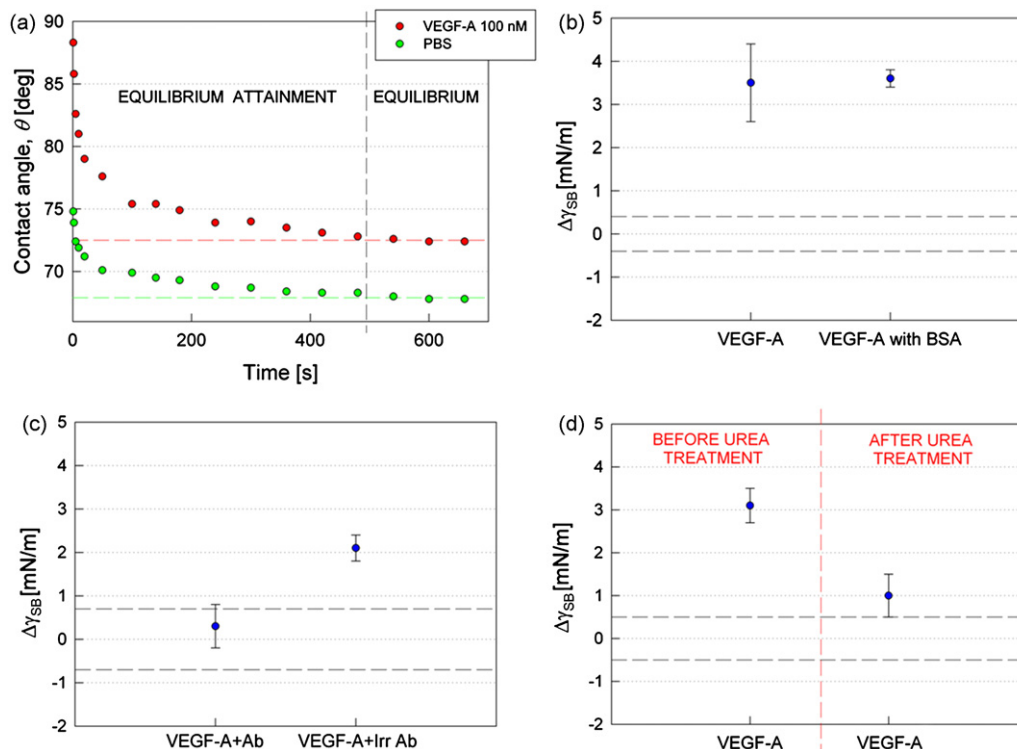 (a)
90
85
80
75
70
Contact angle, θ [deg]
VEGF-A 100 nM
PBS
EQUILIBRIUM ATTAINMENT
EQUILIBRIUM
0
200
400
600
Time [s]
(b)
5
4
3
2
1
0
-1
-2
ΔγSB[mN/m]
VEGF-A
VEGF-A with BSA
(c)
5
4
3
2
1
0
-1
-2
ΔγSB[mN/m]
VEGF-A+Ab
VEGF-A+Irr Ab
(d)
5
4
3
2
1
0
-1
-2
ΔγSB[mN/m]
BEFORE UREA
TREATMENT
AFTER UREA
TREATMENT
VEGF-A
VEGF-A